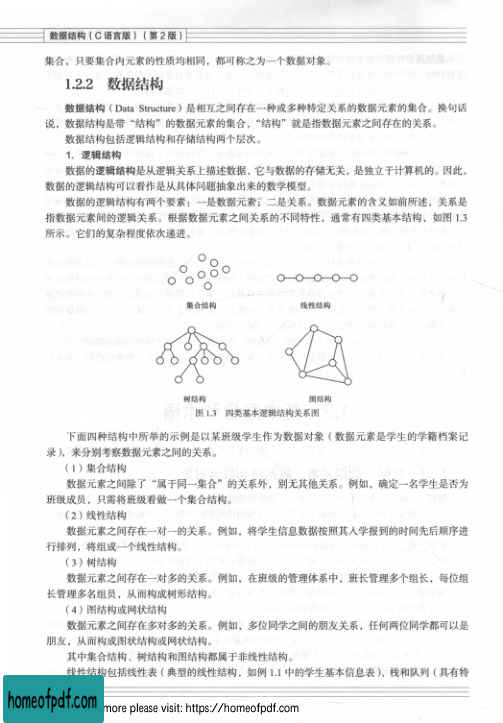 数据结构(C语言版)(第2版)
集合，只要集合内元素的性质均相同，都可称之为一个数据对象。
1.2.2 数据结构
数据结构（Data Structure）是相互之间存在一种或多种特定关系的数据元素的集合。换句话
说，数据结构是带“结构”的数据元素的集合，“结构”就是指数据元素之间存在的关系。
数据结构包括逻辑结构和存储结构两个层次。
1．逻辑结构
数据的逻辑结构是从逻辑关系上描述数据，它与数据的存储无关，是独立于计算机的。因此，
数据的逻辑结构可以看作是从具体问题抽象出来的数学模型。
数据的逻辑结构有两个要素：一是数据元素；二是关系。数据元素的含义如前所述，关系是
指数据元素间的逻辑关系。根据数据元素之间关系的不同特性，通常有四类基本结构，如图 1.3
所示。它们的复杂程度依次递进。
集合结构
线性结构
树结构
图结构
图 1.3 四类基本逻辑结构关系图
下面四种结构中所举的示例是以某班级学生作为数据对象（数据元素是学生的学籍档案记
录），来分别考察数据元素之间的关系。
（1）集合结构
数据元素之间除了“属于同一集合”的关系外，别无其他关系。例如，确定一名学生是否为
班级成员，只需将班级看做一个集合结构。
（2）线性结构
数据元素之间存在一对一的关系。例如，将学生信息数据按照其入学报到的时间先后顺序进
行排列，将组成一个线性结构。
（3）树结构
数据元素之间存在一对多的关系。例如，在班级的管理体系中，班长管理多个组长，每位组
长管理多名组员，从而构成树形结构。
（4）图结构或网状结构
数据元素之间存在多对多的关系。例如，多位同学之间的朋友关系，任何两位同学都可以是
朋友，从而构成图状结构或网状结构。
其中集合结构、树结构和图结构都属于非线性结构。
线性结构包括线性表（典型的线性结构，如例 1.1 中的学生基本信息表）、栈和队列（具有特
homeofpdf.com
more please visit: https://homeofpdf.com